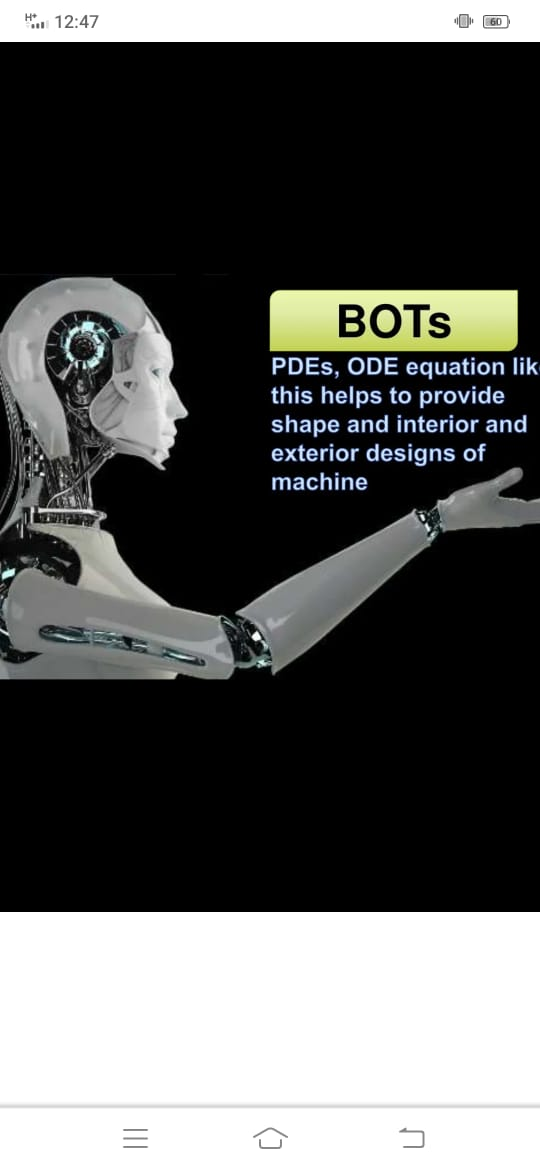 H+ 12:47 60
BOTs
PDEs, ODE equation lik
this helps to provide
shape and interior and
exterior designs of
machine